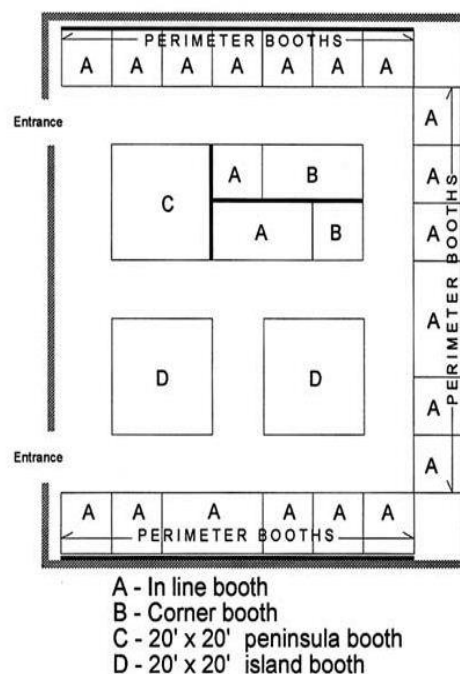 PERIMETER BOOTHS
A A A A A A A
Entrance
A
A B
A
C
PERIMETER BOOTHS
A B
A
A
D D
A
Entrance
A
A A A A A A
PERIMETER BOOTHS
A - In line booth
B - Corner booth
C - 20' x 20' peninsula booth
D - 20' x 20' island booth